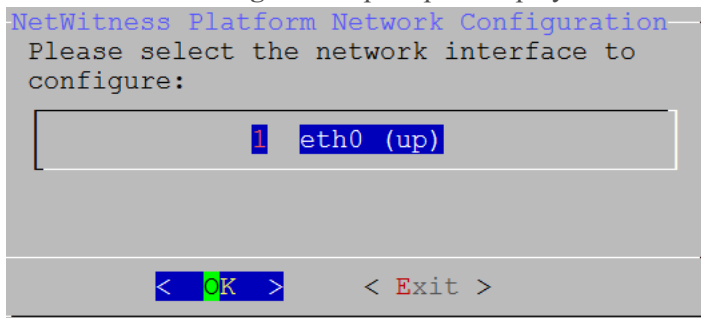 NetWitness Platform Network Configuration
Please select the network interface to
configure:
1 eth0 (up)
< OK > < Exit >